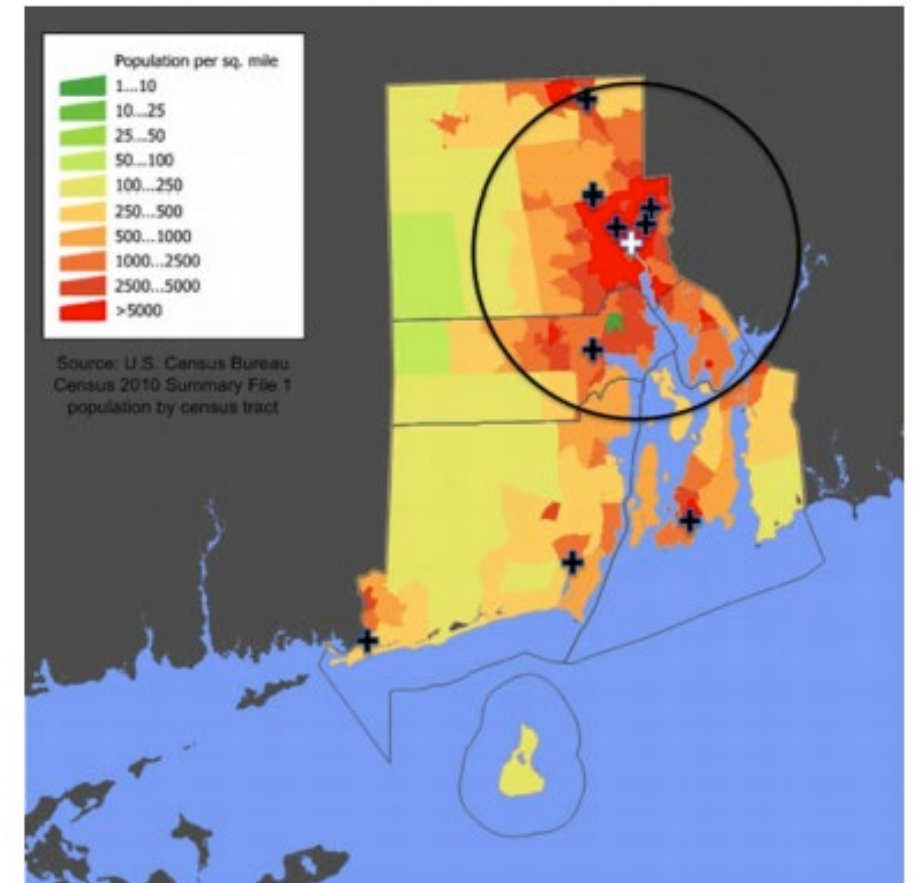 Population per sq. mile
1...10
10...25
25...50
50...100
100...250
250...500
500...1000
1000...2500
2500...5000
>5000
Source: U.S. Census Bureau
Census 2010 Summary File 1
population by census tract